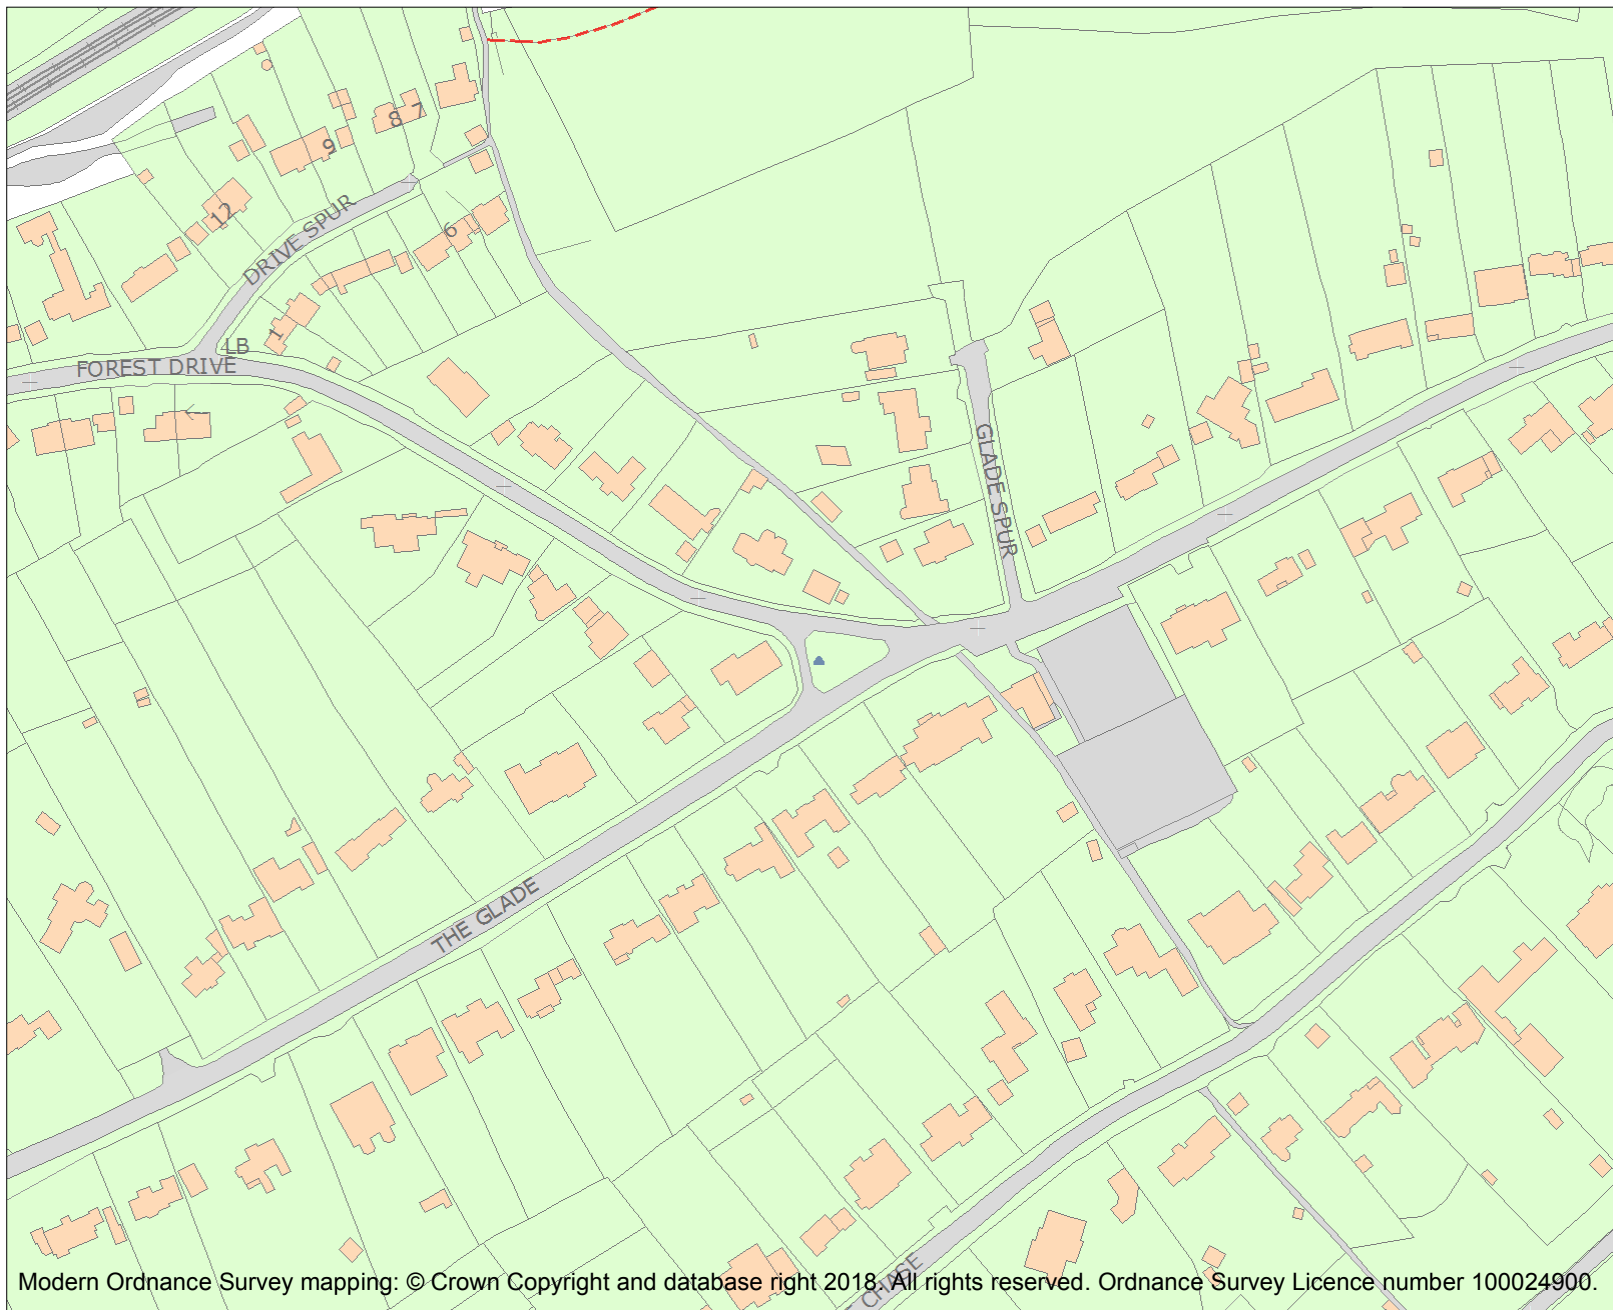 8 7
9
12
DRIVE SPUR
6
1
LB
FOREST DRIVE
GLADE SPUR
THE GLADE
CHASE
Modern Ordnance Survey mapping: © Crown Copyright and database right 2018. All rights reserved. Ordnance Survey Licence number 100024900.